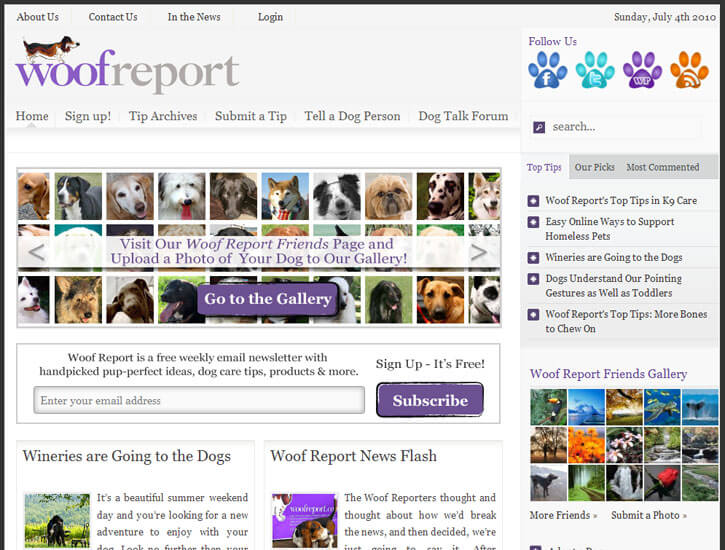 About Us
Contact Us
In the News
Login
Sunday, July 4th 2010
woofreport
Follow Us
f
t
WR
Home
Sign up!
Tip Archives
Submit a Tip
Tell a Dog Person
Dog Talk Forum
search...
Top Tips
Our Picks
Most Commented
Visit Our Woof Report Friends Page and
Upload a Photo of Your Dog to Our Gallery!
< >
Go to the Gallery
Woof Report's Top Tips in K9 Care
Easy Online Ways to Support
Homeless Pets
Wineries are Going to the Dogs
Dogs Understand Our Pointing
Gestures as Well as Toddlers
Woof Report's Top Tips: More Bones
to Chew On
Woof Report is a free weekly email newsletter with
handpicked pup-perfect ideas, dog care tips, products & more.
Enter your email address
Sign Up - It's Free!
Subscribe
Woof Report Friends Gallery
More Friends »
Submit a Photo »
Wineries are Going to the Dogs
It's a beautiful summer weekend
day and you're looking for a new
adventure to enjoy with your
dog. Look no further then your
Woof Report News Flash
woofreport.co
The Woof Reporters thought and
thought about how we'd break
the news, and then decided, we're
just going to say it. After